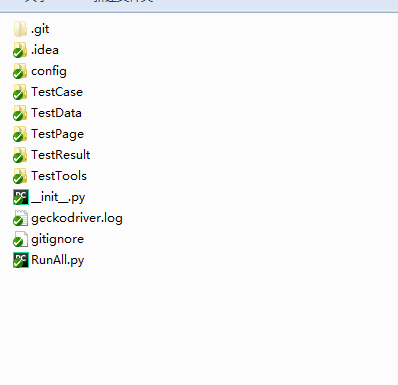 .git
.idea
config
TestCase
TestData
TestPage
TestResult
TestTools
__init__.py
geckodriver.log
gitignore
RunAll.py